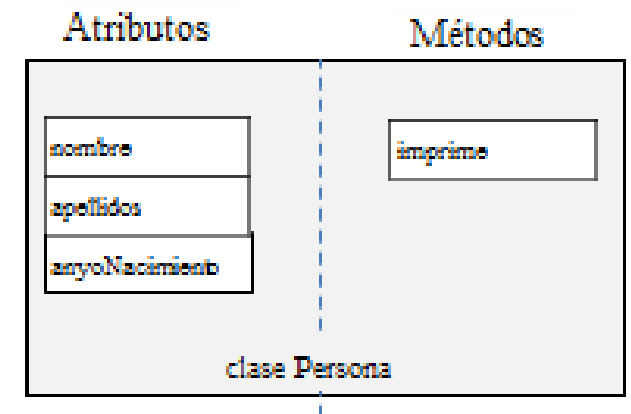 Atributos
Métodos
nombre
imprime
apellidos
anyoNacimiento
clase Persona